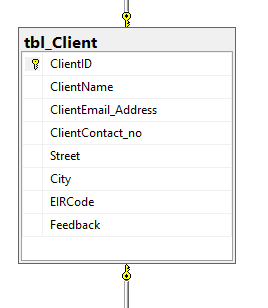 tbl_Client
ClientID
ClientName
ClientEmail_Address
ClientContact_no
Street
City
EIRCode
Feedback